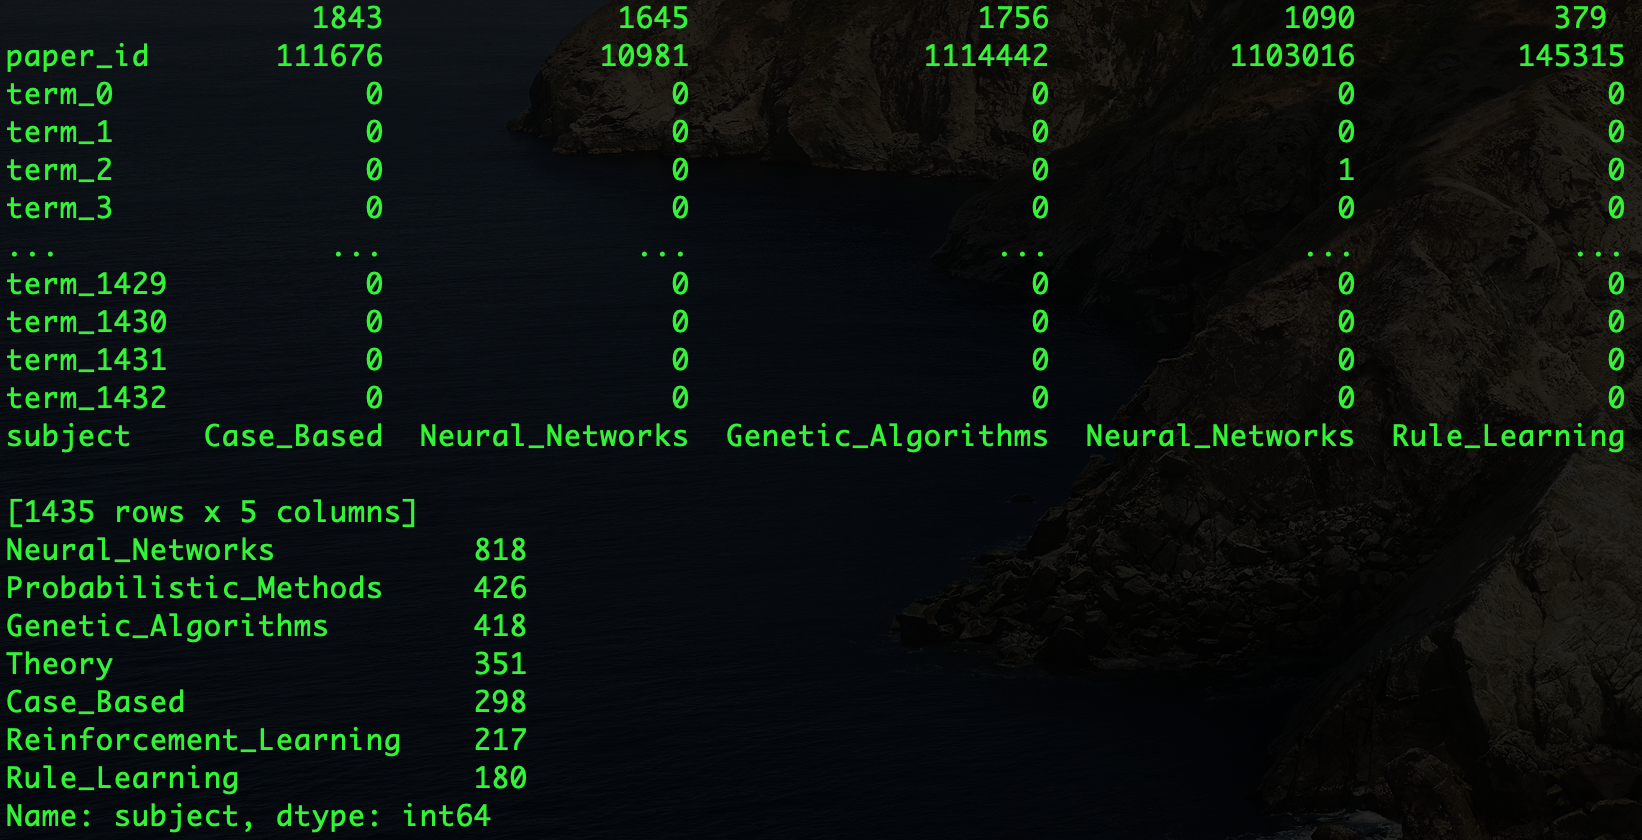 1843 1645 1756 1090 379
paper_id 111676 10981 1114442 1103016 145315
term_0 0 0 0 0 0
term_1 0 0 0 0 0
term_2 0 0 0 1 0
term_3 0 0 0 0 0
... ... ... ... ... ...
term_1429 0 0 0 0 0
term_1430 0 0 0 0 0
term_1431 0 0 0 0 0
term_1432 0 0 0 0 0
subject Case_Based Neural_Networks Genetic_Algorithms Neural_Networks Rule_Learning
[1435 rows x 5 columns]
Neural_Networks 818
Probabilistic_Methods 426
Genetic_Algorithms 418
Theory 351
Case_Based 298
Reinforcement_Learning 217
Rule_Learning 180
Name: subject, dtype: int64